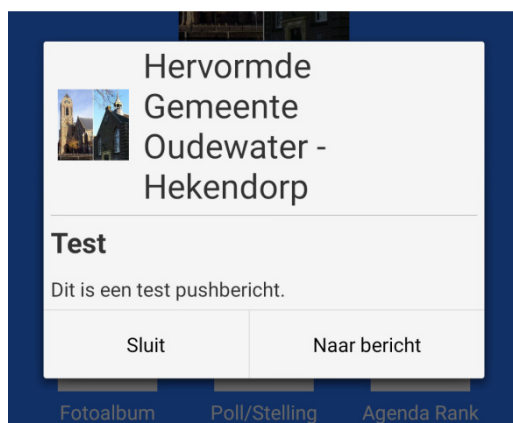 Hervormde
Gemeente
Oudewater -
Hekendorp
Test
Dit is een test pushbericht.
Sluit
Naar bericht
Fotoalbum
Poll/Stelling
Agenda Rank